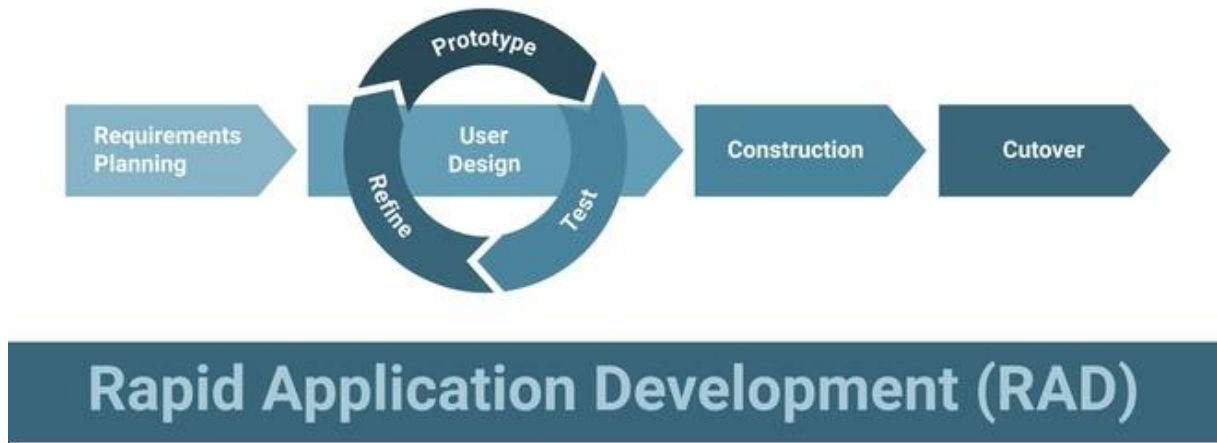 Prototype
Requirements
Planning
User
Design
Construction
Cutover
Refine
Test
Rapid Application Development (RAD)